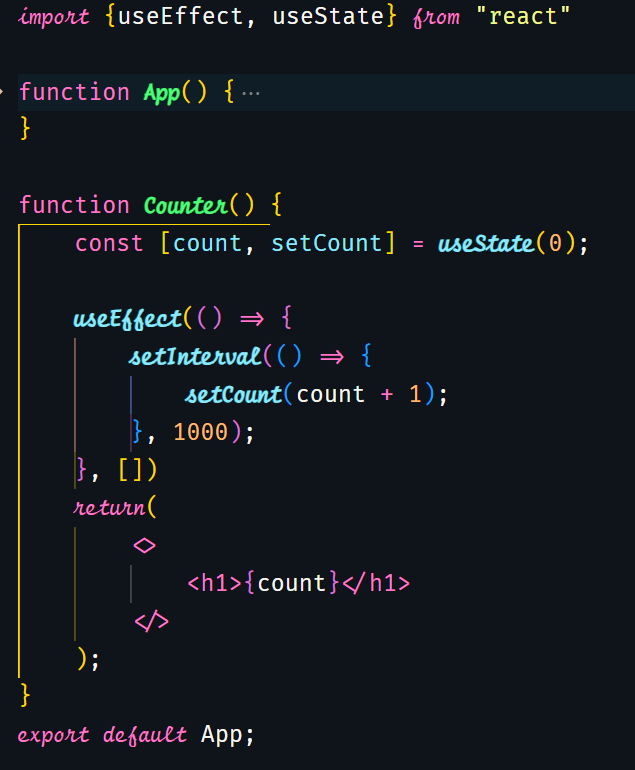 import {useEffect, useState} from "react"
function App() { ...
}
function Counter() {
const [count, setCount] = useState(0);
useEffect(() => {
setInterval(() => {
setCount(count + 1);
}, 1000);
}, [])
return(
<>
<h1>{count}</h1>
</>
);
}
export default App;